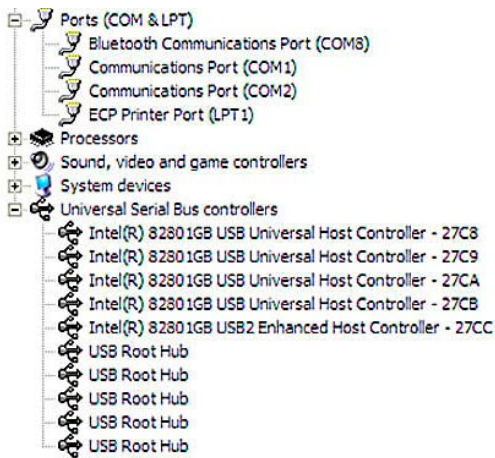 Ports (COM & LPT)
Bluetooth Communications Port (COM8)
Communications Port (COM1)
Communications Port (COM2)
ECP Printer Port (LPT1)
Processors
Sound, video and game controllers
System devices
Universal Serial Bus controllers
Intel(R) 82801GB USB Universal Host Controller - 27C8
Intel(R) 82801GB USB Universal Host Controller - 27C9
Intel(R) 82801GB USB Universal Host Controller - 27CA
Intel(R) 82801GB USB Universal Host Controller - 27CB
Intel(R) 82801GB USB2 Enhanced Host Controller - 27CC
USB Root Hub
USB Root Hub
USB Root Hub
USB Root Hub
USB Root Hub